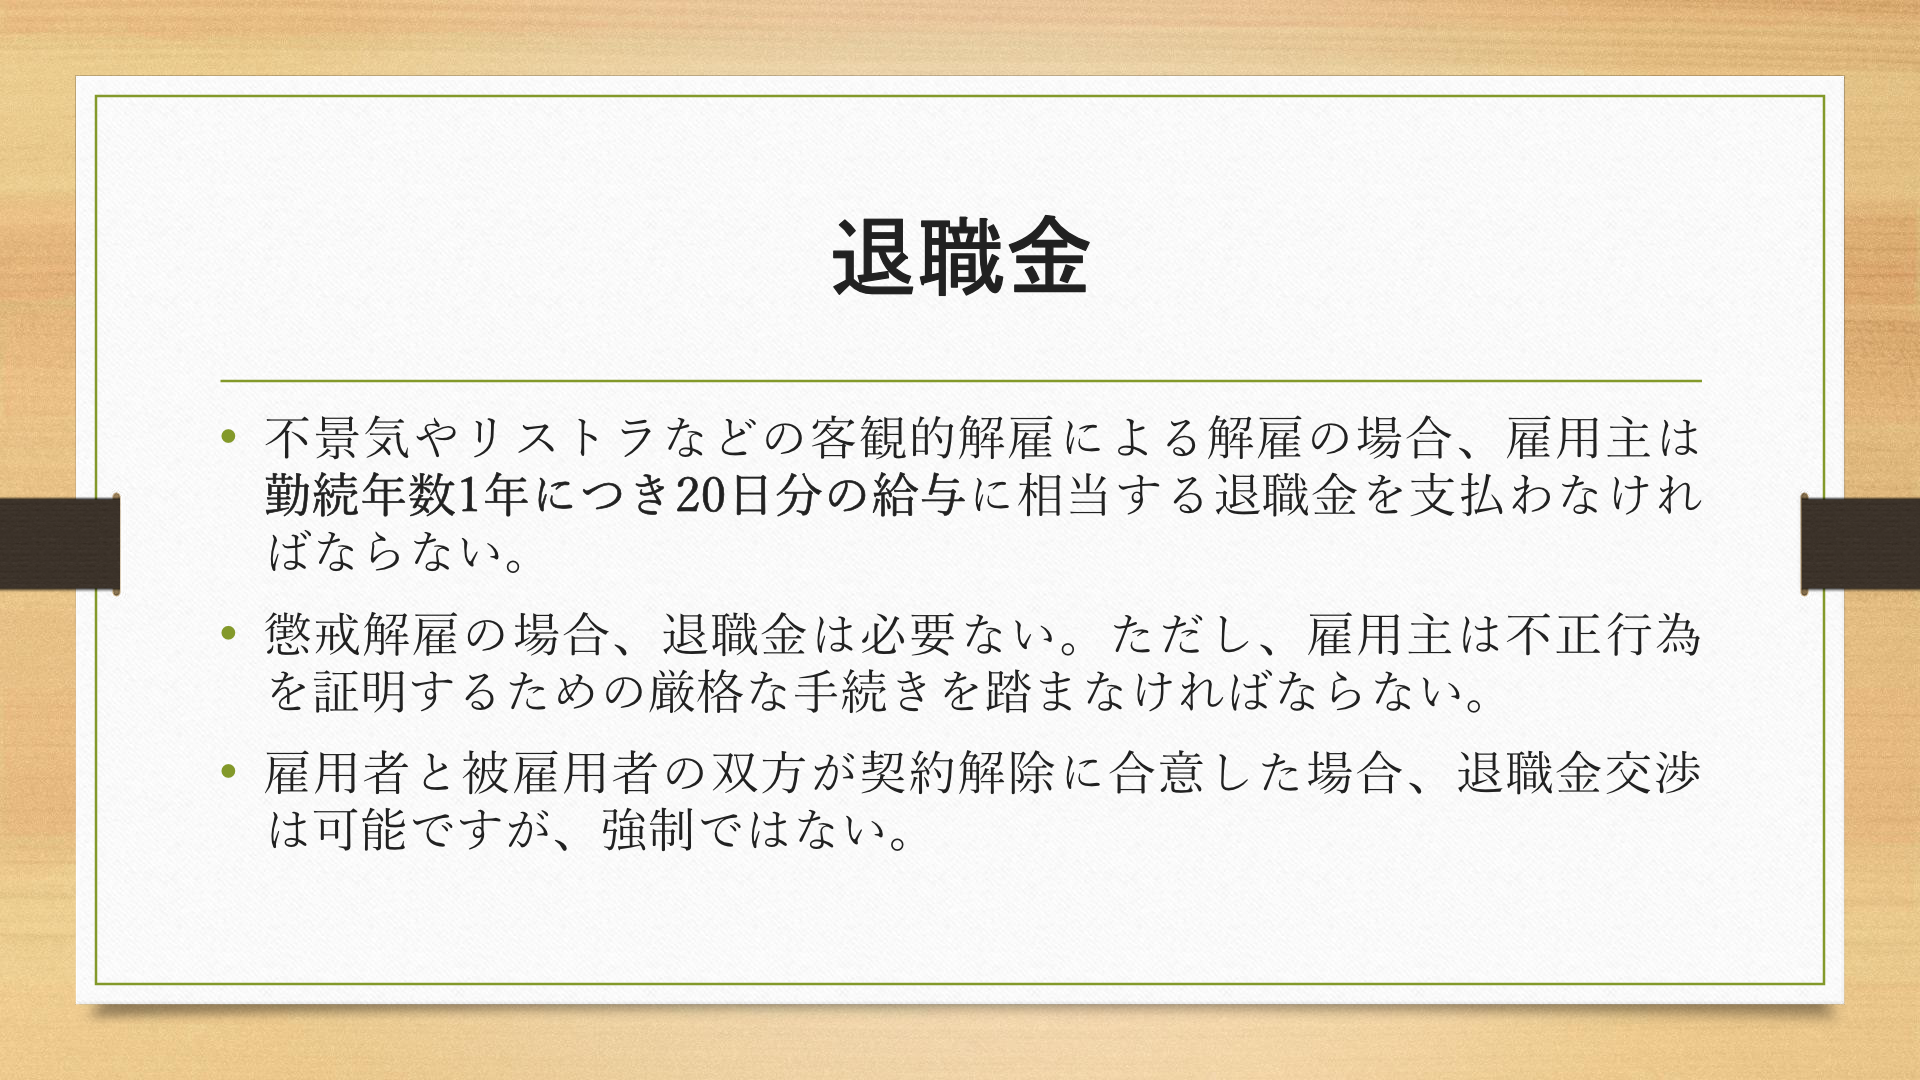 退職金
• 不景気やリストラなどの客観的解雇による解雇の場合、雇用主は
勤続年数1年につき20日分の給与に相当する退職金を支払わなけれ
ばならない。
• 懲戒解雇の場合、退職金は必要ない。ただし、雇用主は不正行為
を証明するための厳格な手続きを踏まなければならない。
• 雇用者と被雇用者の双方が契約解除に合意した場合、退職金交渉
は可能ですが、強制ではない。